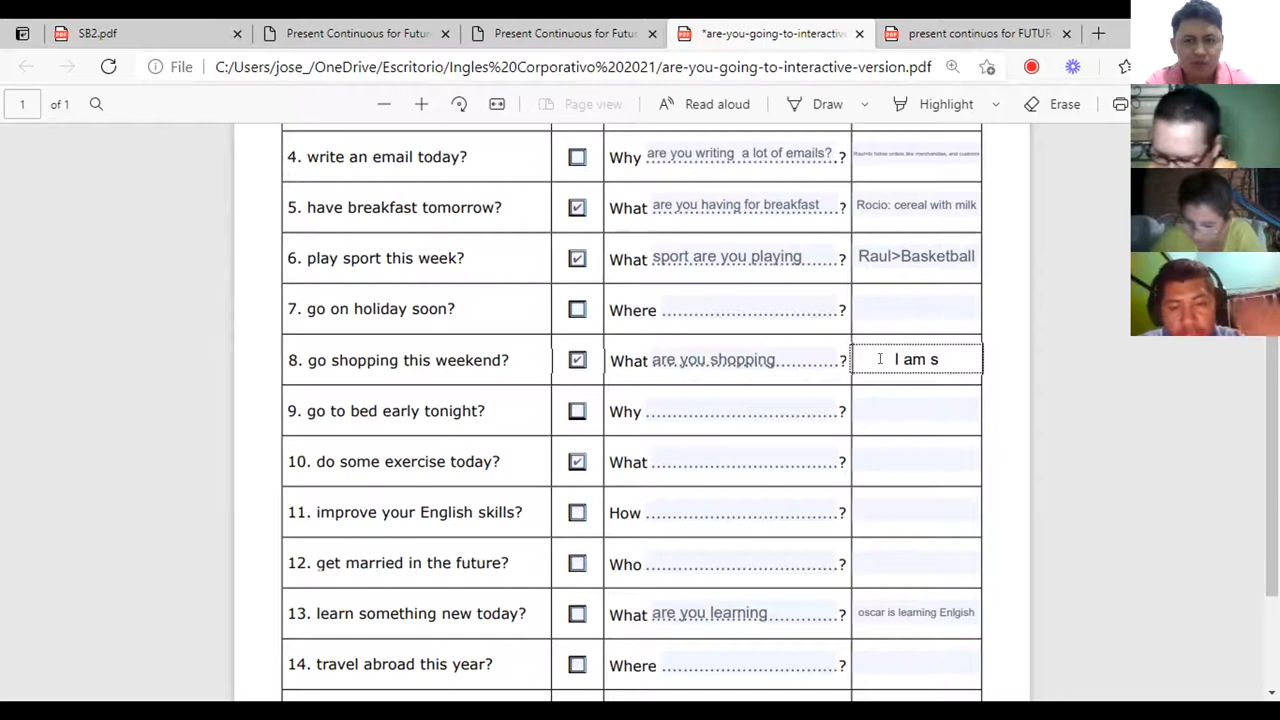 SB2.pdf
Present Continuous for Futur
Present Continuous for Futur
*are-you-going-to-interactive
present continuos for FUTUR
File
C:/Users/jose_/OneDrive/Escritorio/Ingles%20Corporativo%202021/are-you-going-to-interactive-version.pdf
1 of 1
Page view
Read aloud
Draw
Highlight
Erase
4. write an email today? Why are you writing a lot of emails? ?
5. have breakfast tomorrow? What are you having for breakfast ? Rocio: cereal with milk
6. play sport this week? What sport are you playing ? Raul>Basketball
7. go on holiday soon? Where ?
8. go shopping this weekend? What are you shopping ? I am s
9. go to bed early tonight? Why ?
10. do some exercise today? What ?
11. improve your English skills? How ?
12. get married in the future? Who ?
13. learn something new today? What are you learning ? oscar is learning Enlgish
14. travel abroad this year? Where ?